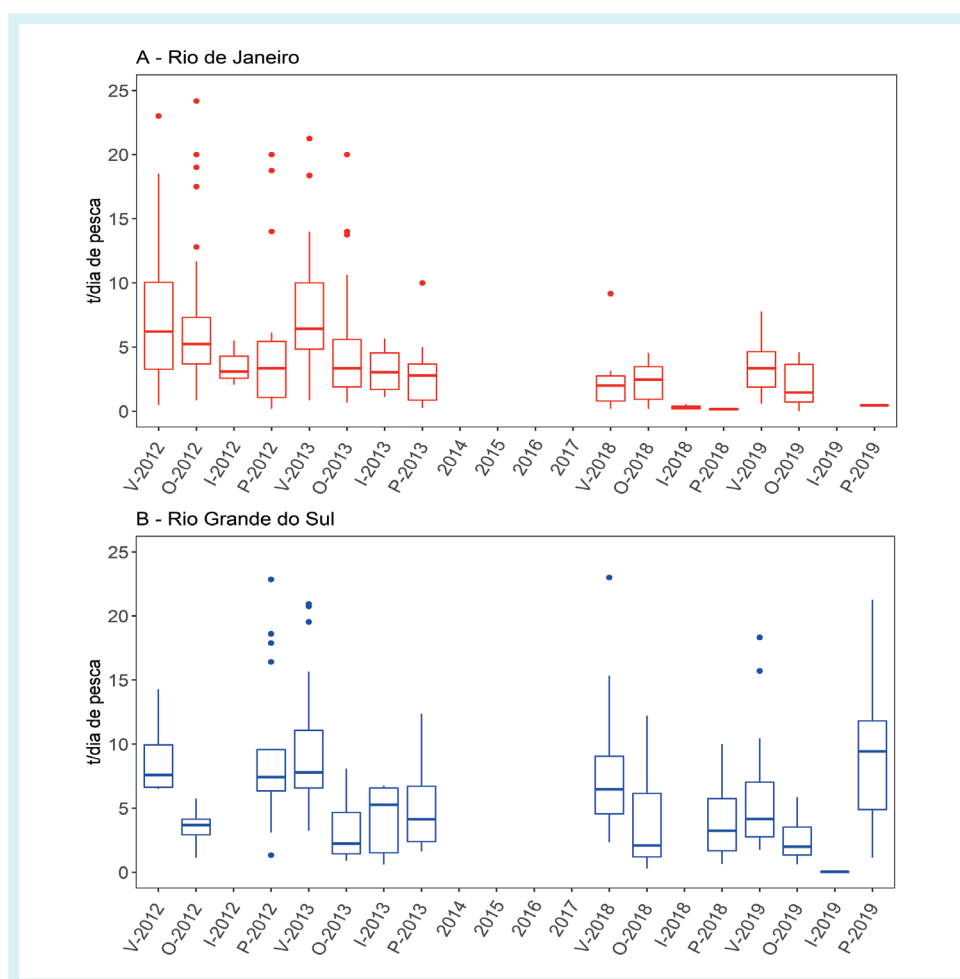 A - Rio de Janeiro
t/dia de pesca
25
20
15
10
5
0
V-2012
O-2012
I-2012
P-2012
V-2013
O-2013
I-2013
P-2013
2014
2015
2016
2017
V-2018
O-2018
I-2018
P-2018
V-2019
O-2019
I-2019
P-2019
B - Rio Grande do Sul
t/dia de pesca
25
20
15
10
5
0
V-2012
O-2012
I-2012
P-2012
V-2013
O-2013
I-2013
P-2013
2014
2015
2016
2017
V-2018
O-2018
I-2018
P-2018
V-2019
O-2019
I-2019
P-2019